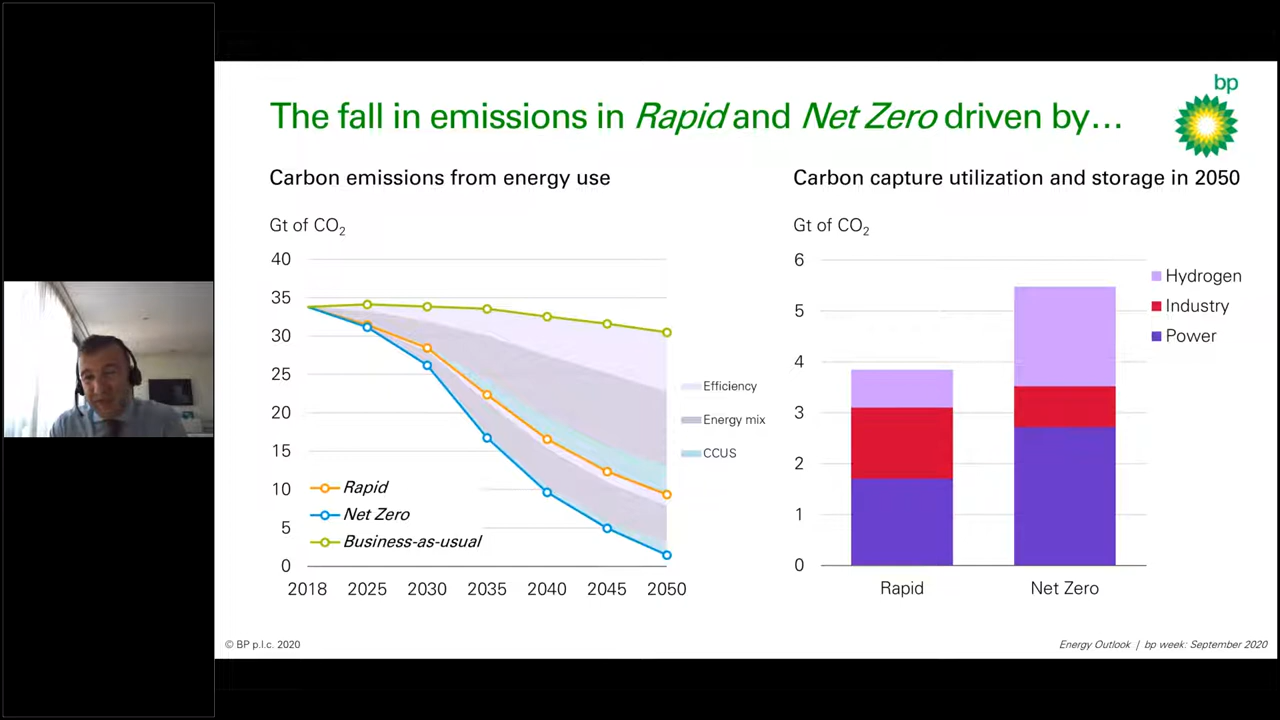 bp
The fall in emissions in Rapid and Net Zero driven by…
Carbon emissions from energy use
Gt of CO₂
40
35
30
25
20
15
10
5
0
2018 2025 2030 2035 2040 2045 2050
Rapid
Net Zero
Business-as-usual
Efficiency
Energy mix
CCUS
Carbon capture utilization and storage in 2050
Gt of CO₂
6
5
4
3
2
1
0
Rapid Net Zero
Hydrogen
Industry
Power
© BP p.l.c. 2020
Energy Outlook | bp week: September 2020